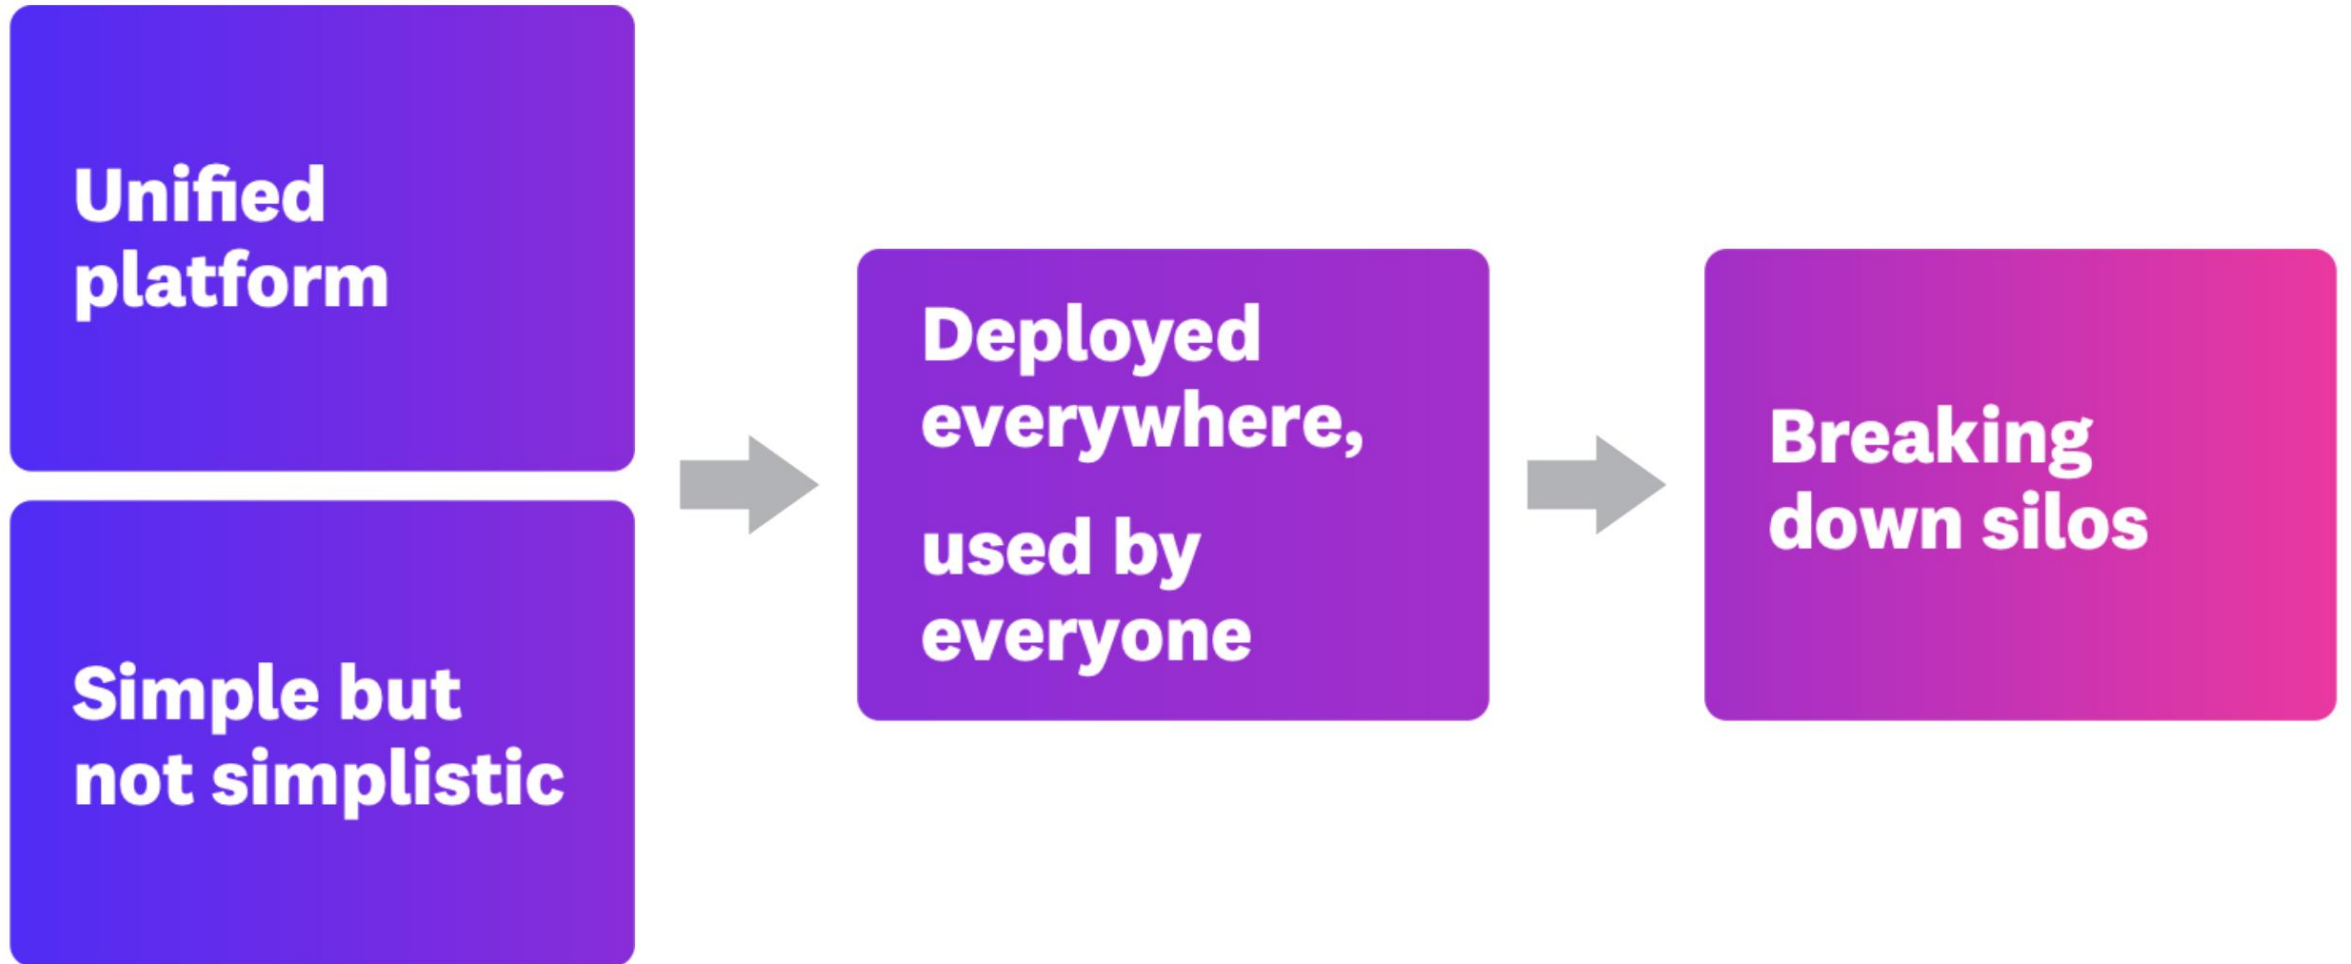 Unified
platform
Simple but
not simplistic
Deployed
everywhere,
used by
everyone
Breaking
down silos